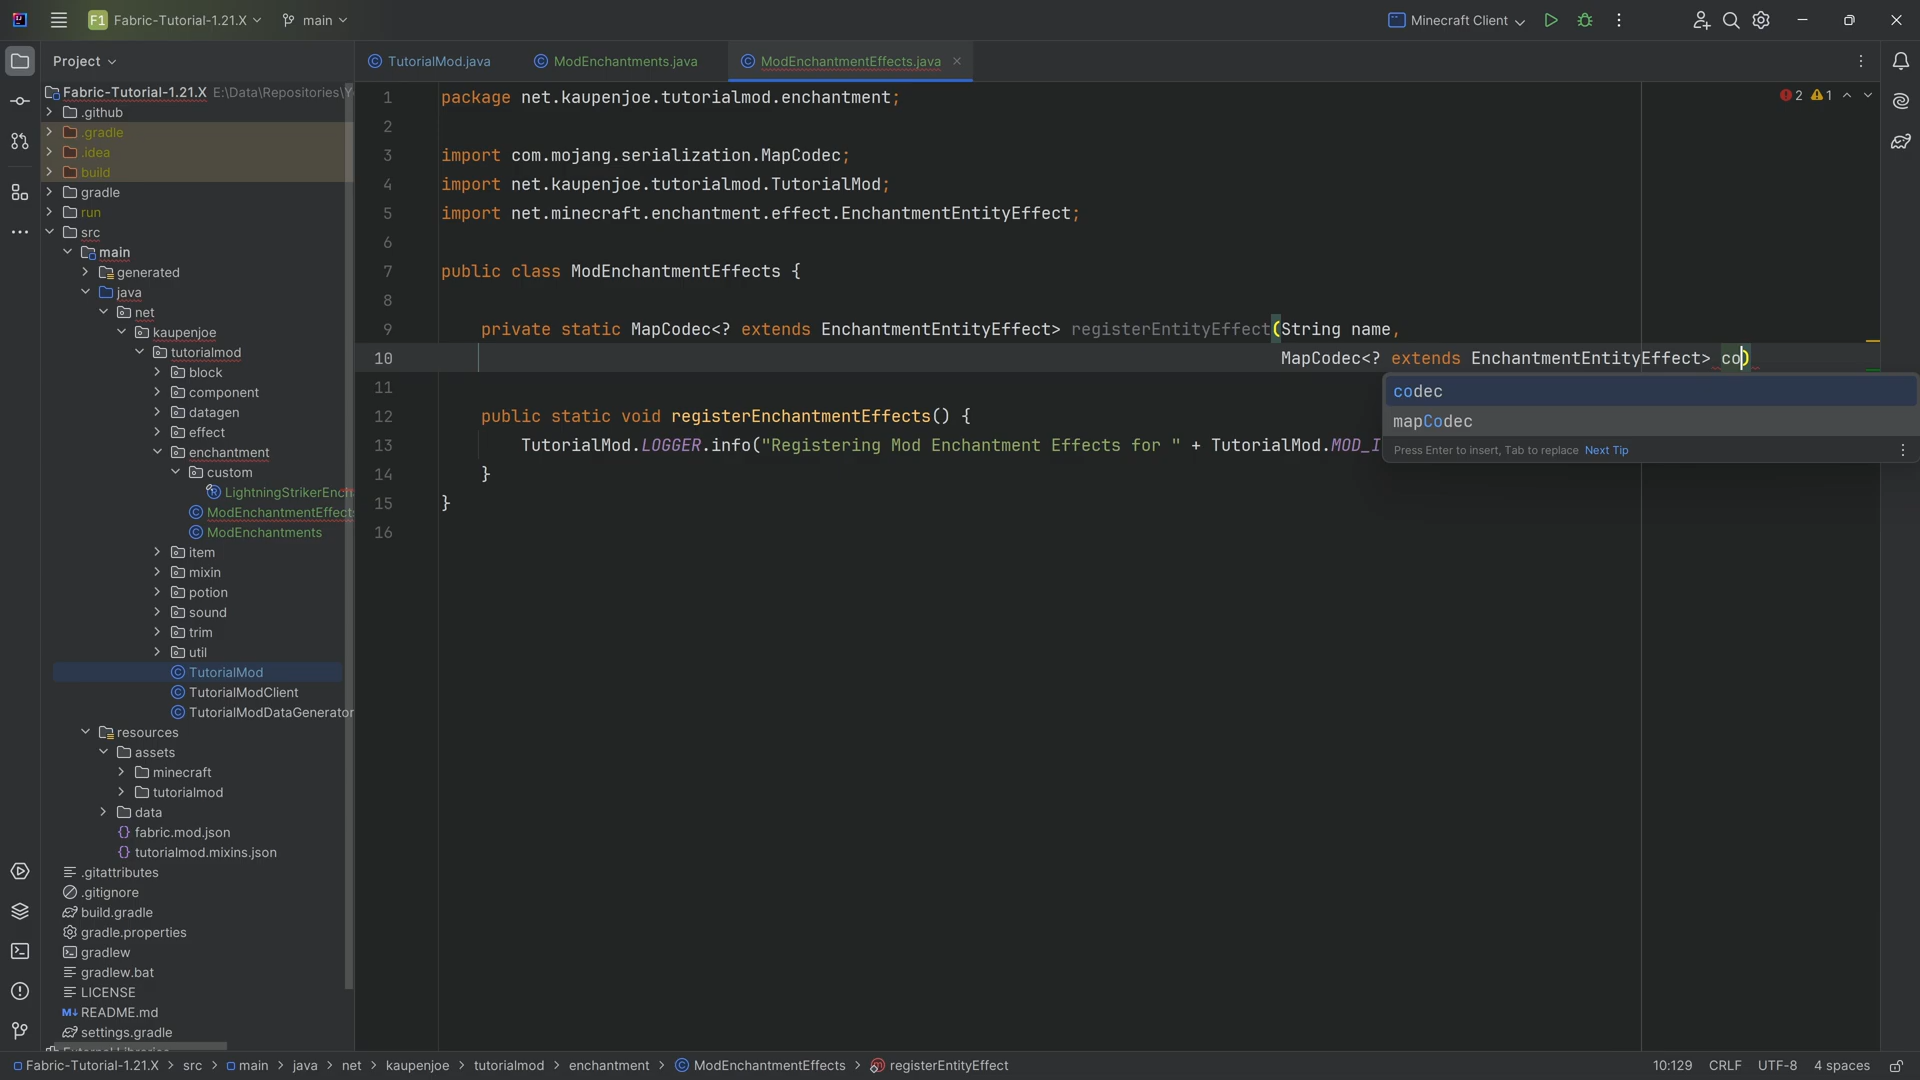 F1 Fabric-Tutorial-1.21.X main Minecraft Client
Project
TutorialMod.java ModEnchantments.java ModEnchantmentEffects.java
Fabric-Tutorial-1.21.X E:\Data\Repositories\Y
.github
.gradle
.idea
build
gradle
run
src
main
generated
java
net
kaupenjoe
tutorialmod
block
component
datagen
effect
enchantment
custom
LightningStrikerEnch
ModEnchantmentEffects
ModEnchantments
item
mixin
potion
sound
trim
util
TutorialMod
TutorialModClient
TutorialModDataGenerator
resources
assets
minecraft
tutorialmod
data
fabric.mod.json
tutorialmod.mixins.json
.gitattributes
.gitignore
build.gradle
gradle.properties
gradlew
gradlew.bat
LICENSE
README.md
settings.gradle
External Libraries
2 1
1 package net.kaupenjoe.tutorialmod.enchantment;
2
3 import com.mojang.serialization.MapCodec;
4 import net.kaupenjoe.tutorialmod.TutorialMod;
5 import net.minecraft.enchantment.effect.EnchantmentEntityEffect;
6
7 public class ModEnchantmentEffects {
8
9 private static MapCodec<? extends EnchantmentEntityEffect> registerEntityEffect(String name,
10 MapCodec<? extends EnchantmentEntityEffect> co)
11
12 public static void registerEnchantmentEffects() {
13 TutorialMod.LOGGER.info("Registering Mod Enchantment Effects for " + TutorialMod.MOD_I
14 }
15 }
16
codec
mapCodec
Press Enter to insert, Tab to replace Next Tip
Fabric-Tutorial-1.21.X > src > main > java > net > kaupenjoe > tutorialmod > enchantment > ModEnchantmentEffects > registerEntityEffect
10:129 CRLF UTF-8 4 spaces